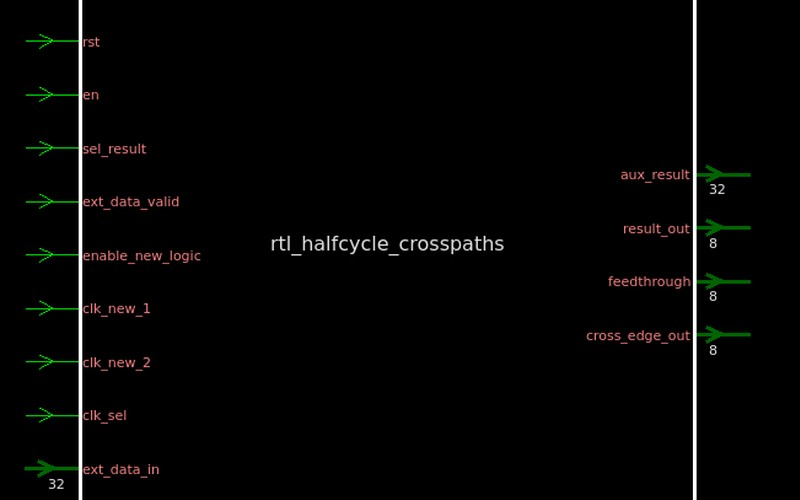 rst
en
sel_result
ext_data_valid
enable_new_logic
clk_new_1
clk_new_2
clk_sel
32
ext_data_in
rtl_halfcycle_crosspaths
aux_result
32
result_out
8
feedthrough
8
cross_edge_out
8